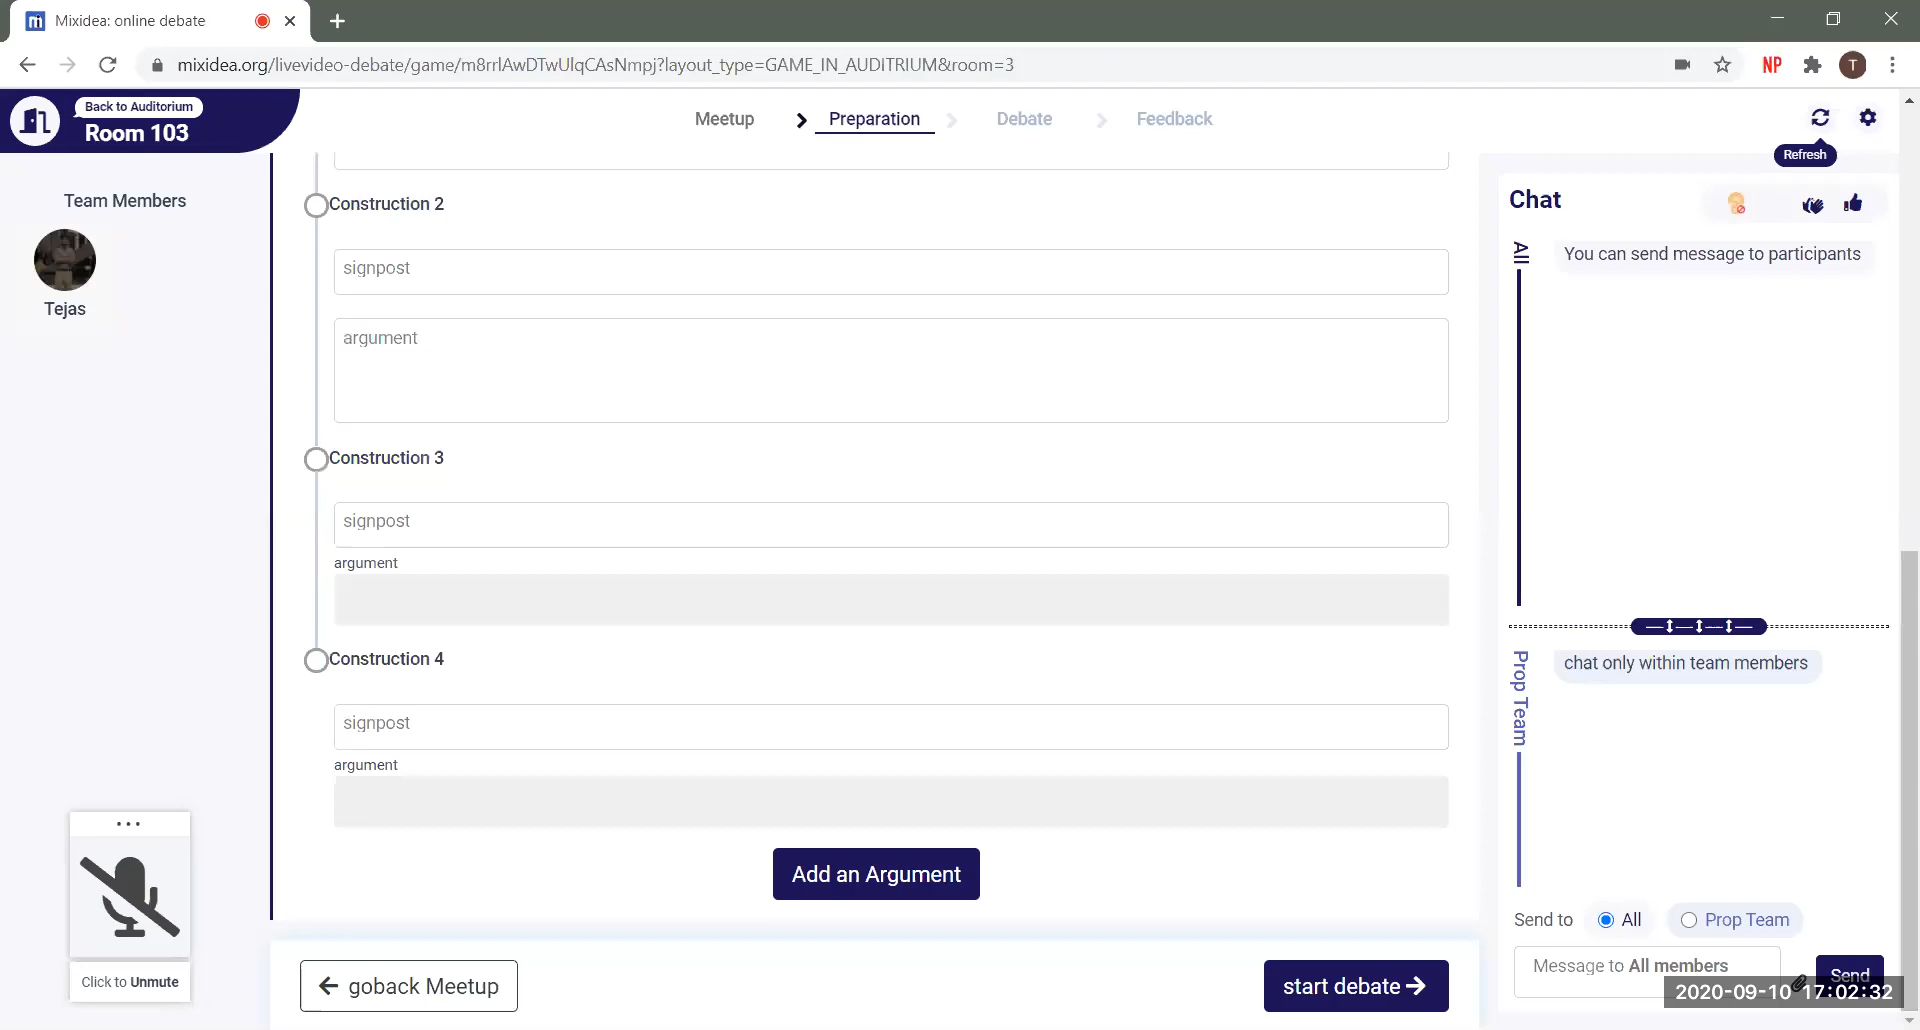 Mixidea: online debate
mixidea.org/livevideo-debate/game/m8rrlAwDTwUlqCAsNmpj?layout_type=GAME_IN_AUDITRIUM&room=3
NP
T
Back to Auditorium
Room 103
Meetup
Preparation
Debate
Feedback
Refresh
Team Members
Tejas
Construction 2
signpost
argument
Construction 3
signpost
argument
Construction 4
signpost
argument
Add an Argument
goback Meetup
start debate
Click to Unmute
Chat
All
You can send message to participants
Prop Team
chat only within team members
Send to All Prop Team
Message to All members
Send
2020-09-10 17:02:32